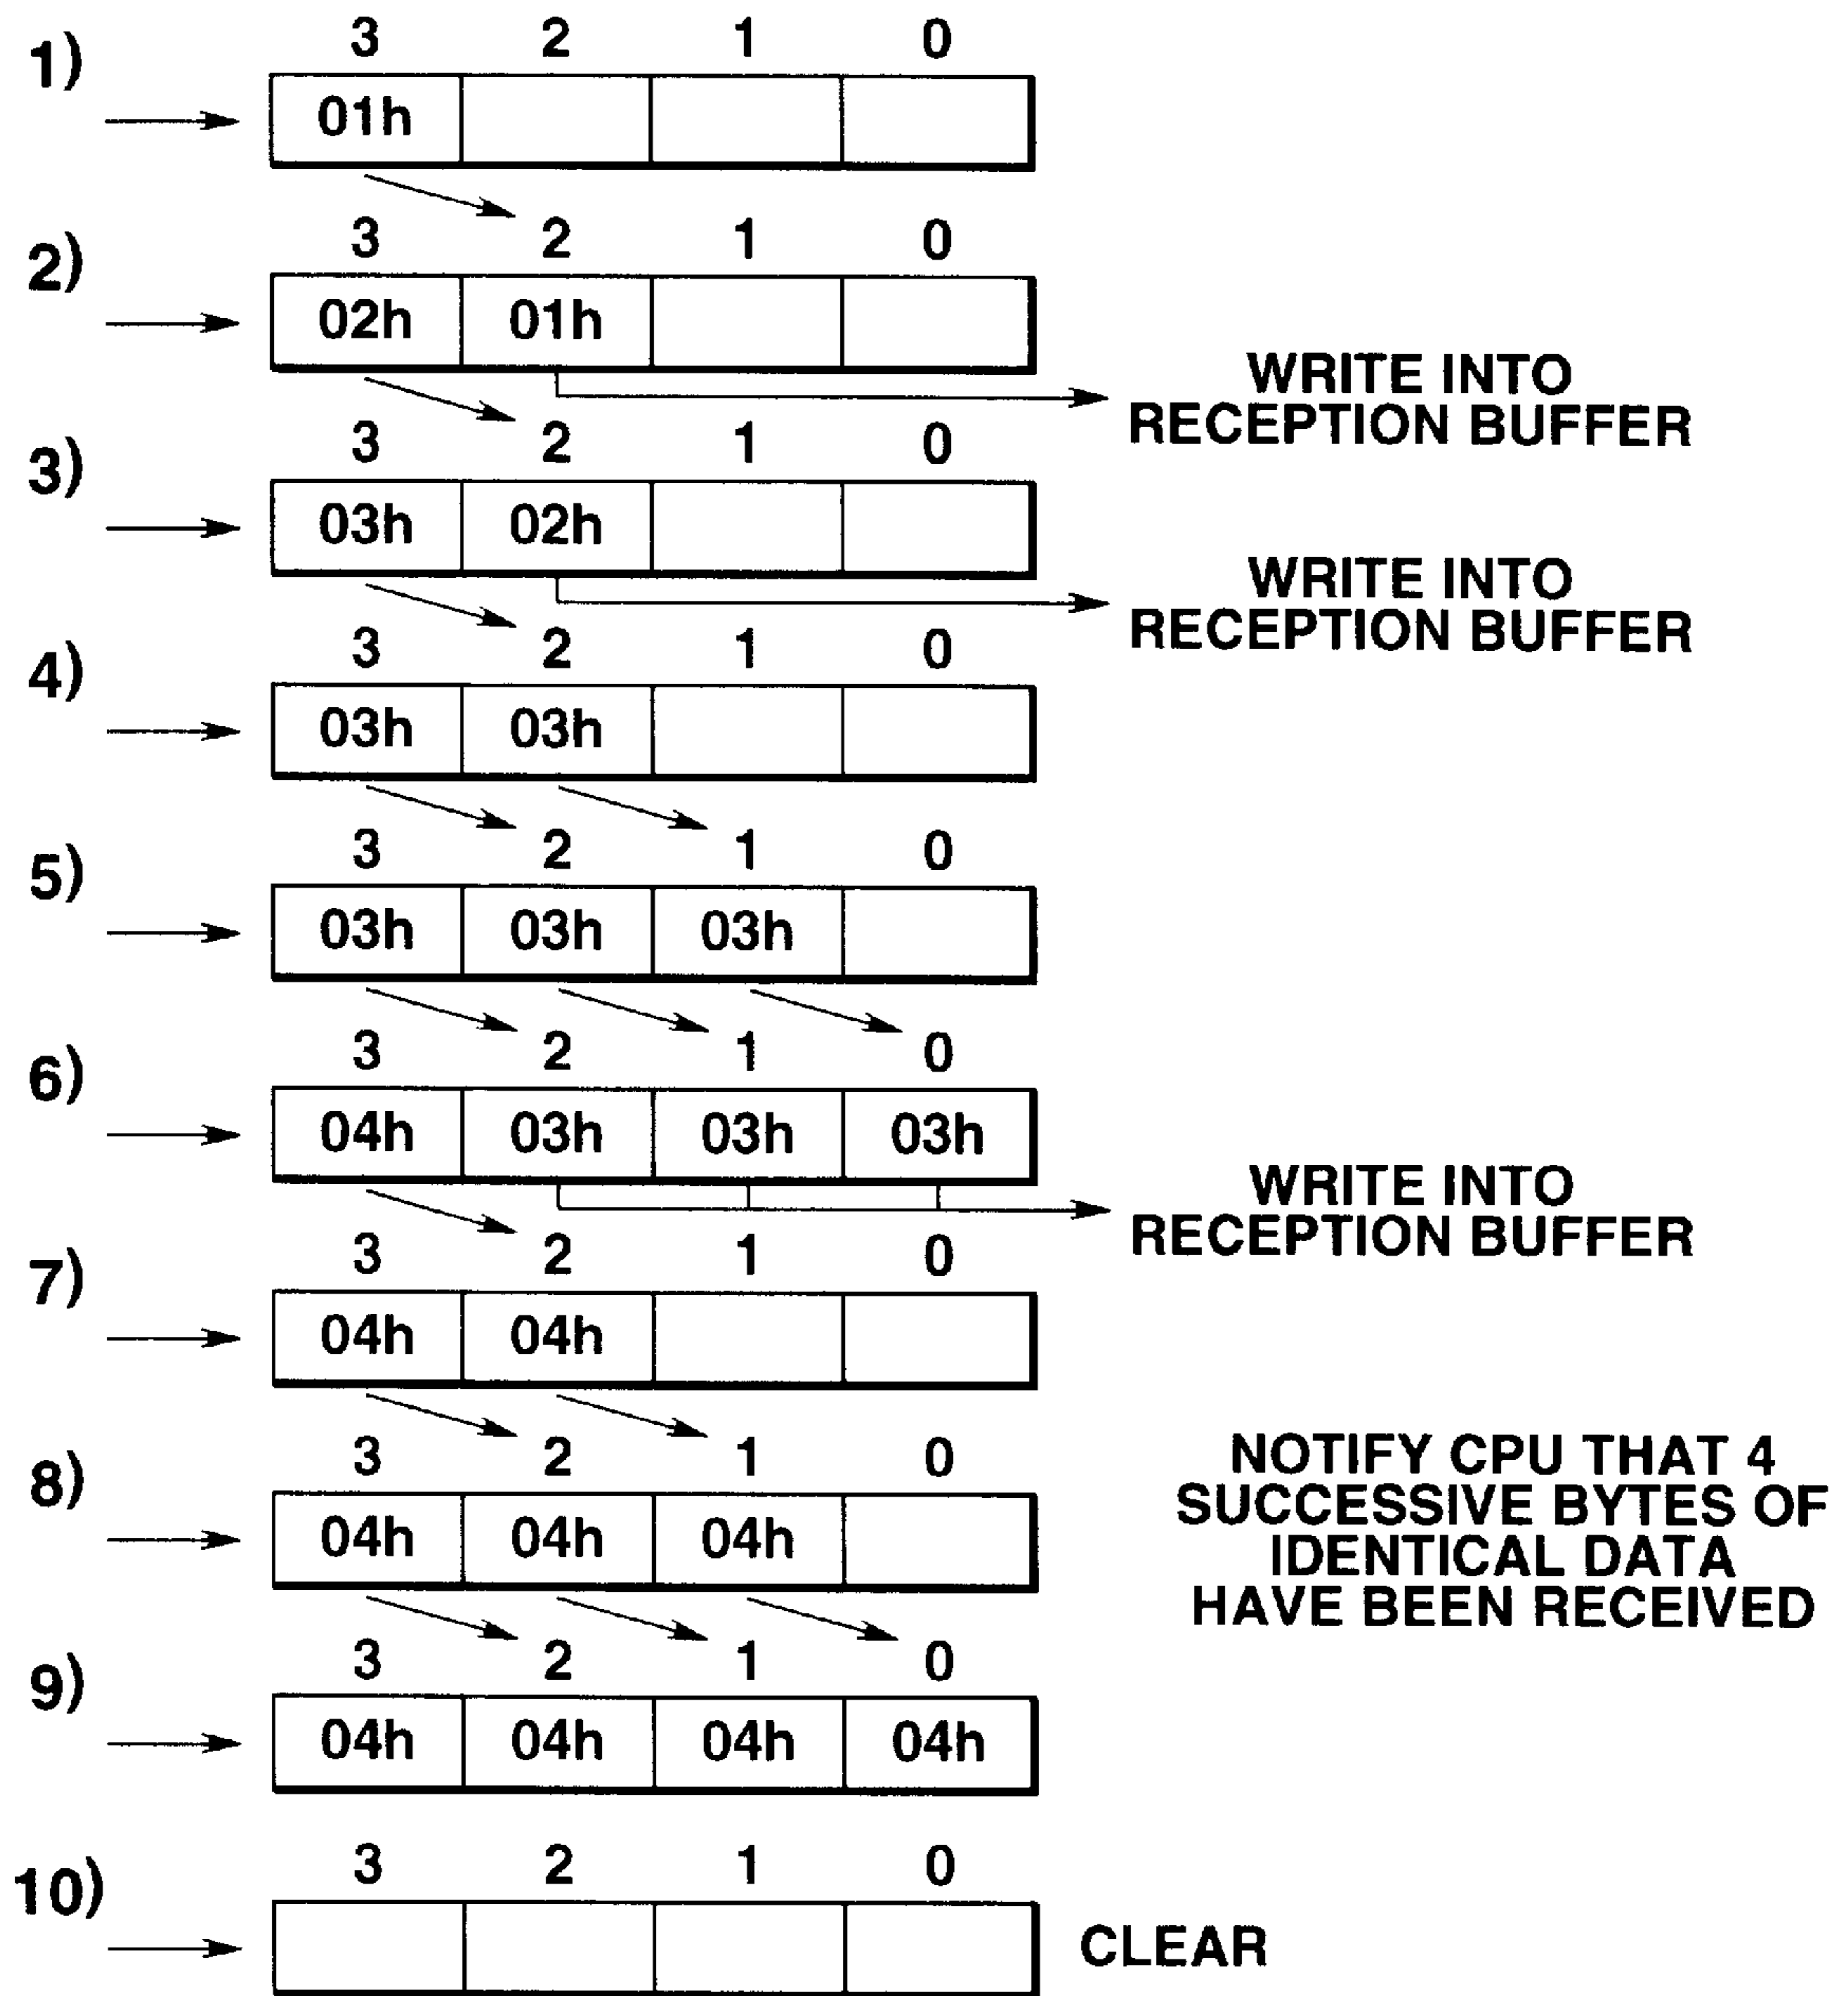 1)
3 2 1 0
01h
2)
3 2 1 0
02h 01h
WRITE INTO
RECEPTION BUFFER
3)
3 2 1 0
03h 02h
WRITE INTO
RECEPTION BUFFER
4)
3 2 1 0
03h 03h
5)
3 2 1 0
03h 03h 03h
6)
3 2 1 0
04h 03h 03h 03h
WRITE INTO
RECEPTION BUFFER
7)
3 2 1 0
04h 04h
8)
3 2 1 0
04h 04h 04h
NOTIFY CPU THAT 4
SUCCESSIVE BYTES OF
IDENTICAL DATA
HAVE BEEN RECEIVED
9)
3 2 1 0
04h 04h 04h 04h
10)
3 2 1 0
CLEAR